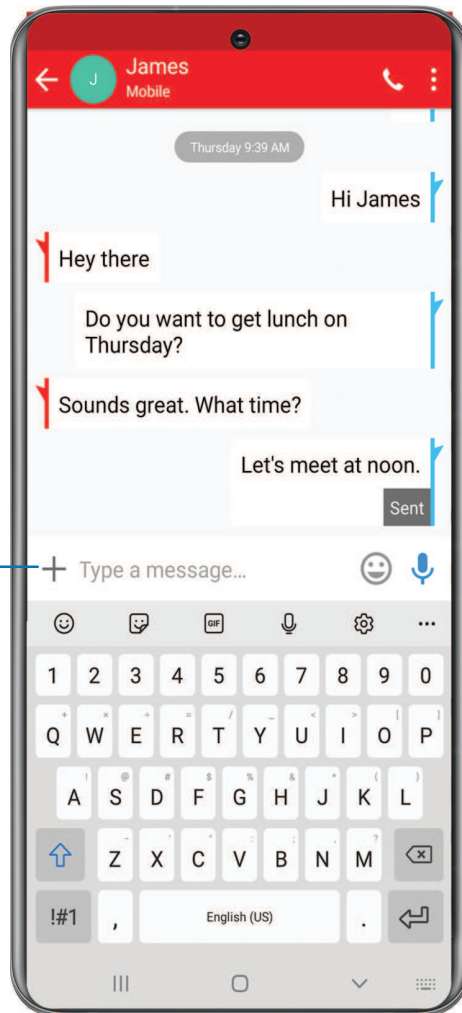 J
James
Mobile
Thursday 9:39 AM
Hi James
Hey there
Do you want to get lunch on
Thursday?
Sounds great. What time?
Let's meet at noon.
Sent
Type a message...
GIF
1 2 3 4 5 6 7 8 9 0
Q W E R T Y U I O P
A S D F G H J K L
Z X C V B N M
!#1 , English (US) .